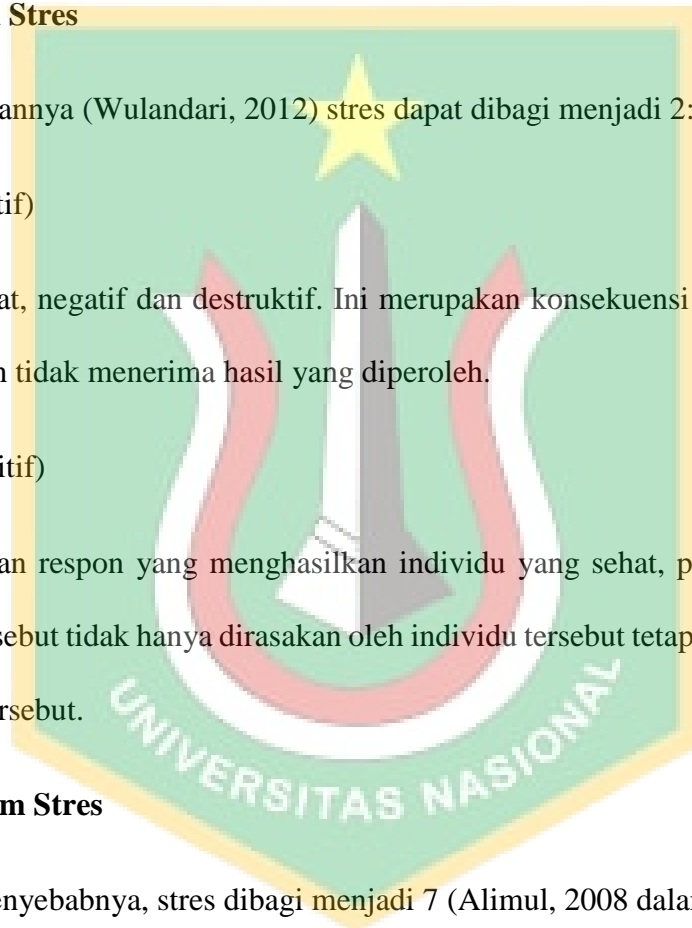 Stres
annya (Wulandari, 2012) stres dapat dibagi menjadi 2:
tif)
at, negatif dan destruktif. Ini merupakan konsekuensi
n tidak menerima hasil yang diperoleh.
itif)
an respon yang menghasilkan individu yang sehat, p
sebut tidak hanya dirasakan oleh individu tersebut tetap
rsebut.
UNIVERSITAS NASIONAL
m Stres
enyebabnya, stres dibagi menjadi 7 (Alimul, 2008 dalam